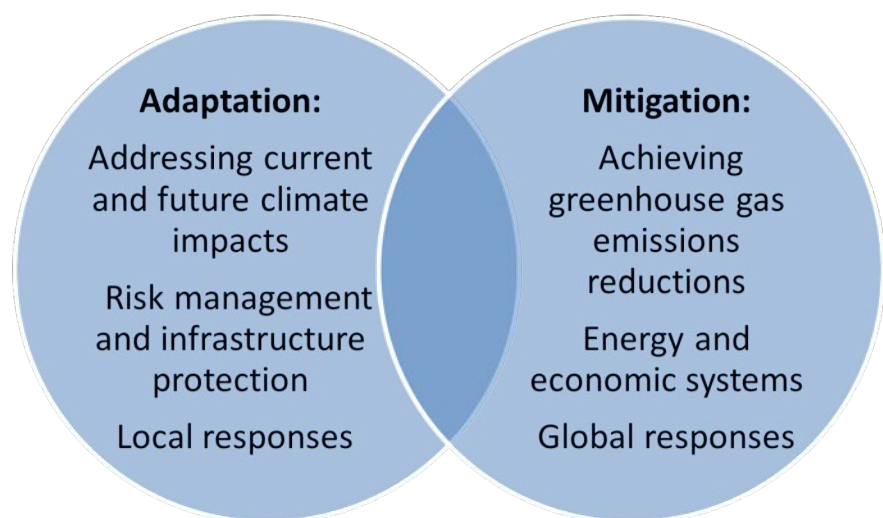 Adaptation:
Addressing current
and future climate
impacts
Risk management
and infrastructure
protection
Local responses
Mitigation:
Achieving
greenhouse gas
emissions
reductions
Energy and
economic systems
Global responses